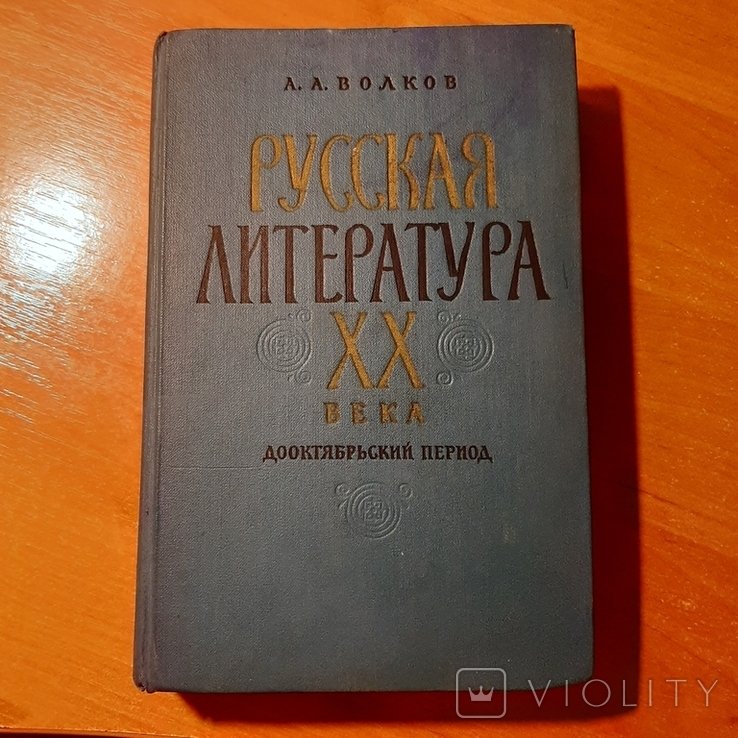 А. А. ВОЛКОВ
РУССКАЯ
ЛИТЕРАТУРА
XX
ВЕКА
ДООКТЯБРЬСКИЙ ПЕРИОД
VIOLITY